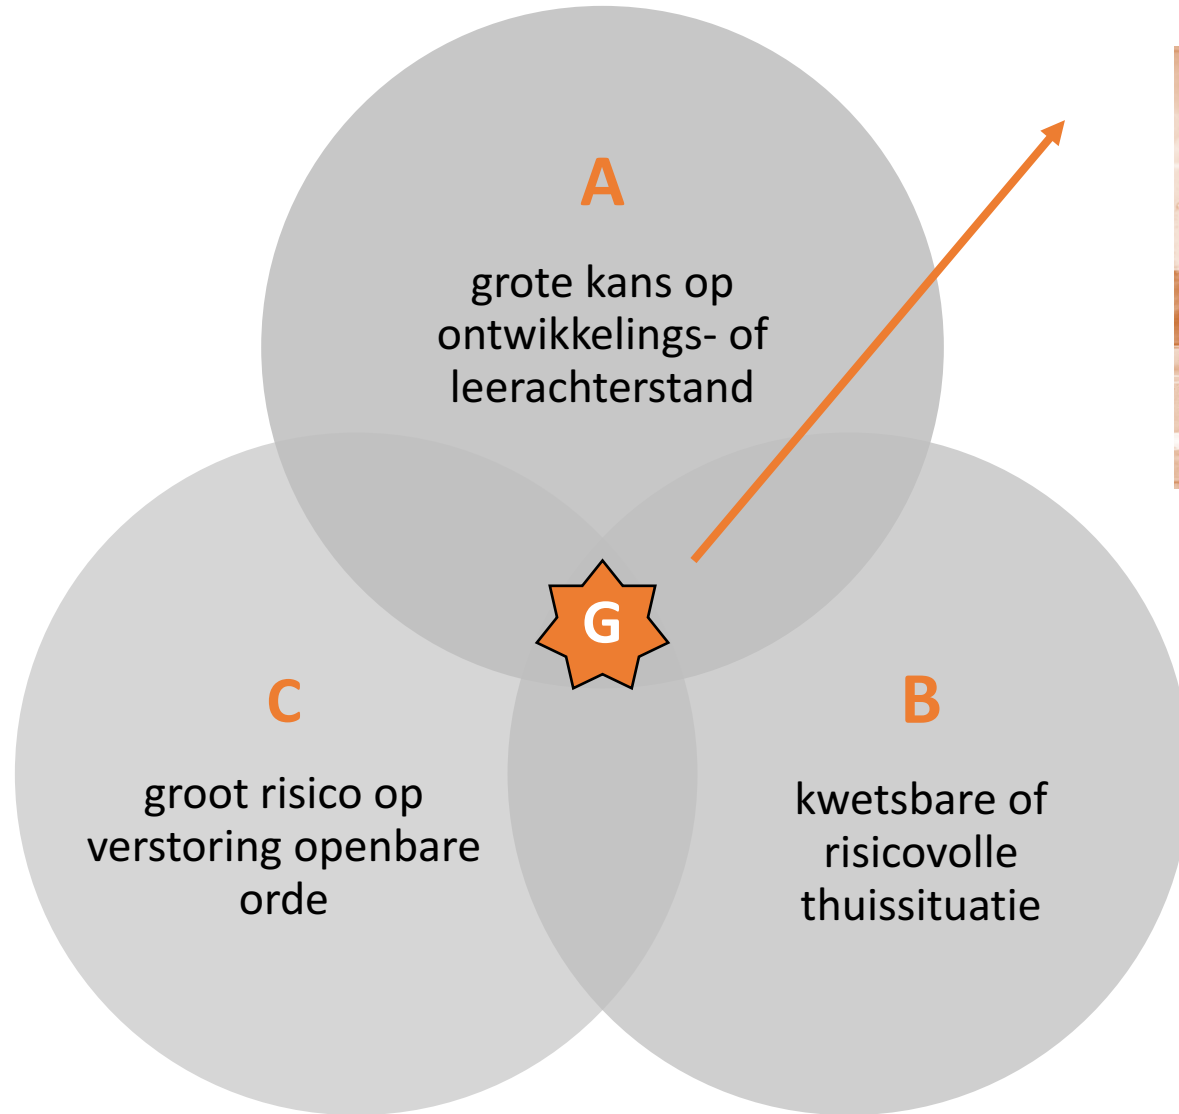 A
grote kans op
ontwikkelings- of
leerachterstand
G
C
groot risico op
verstoring openbare
orde
B
kwetsbare of
risicovolle
thuissituatie